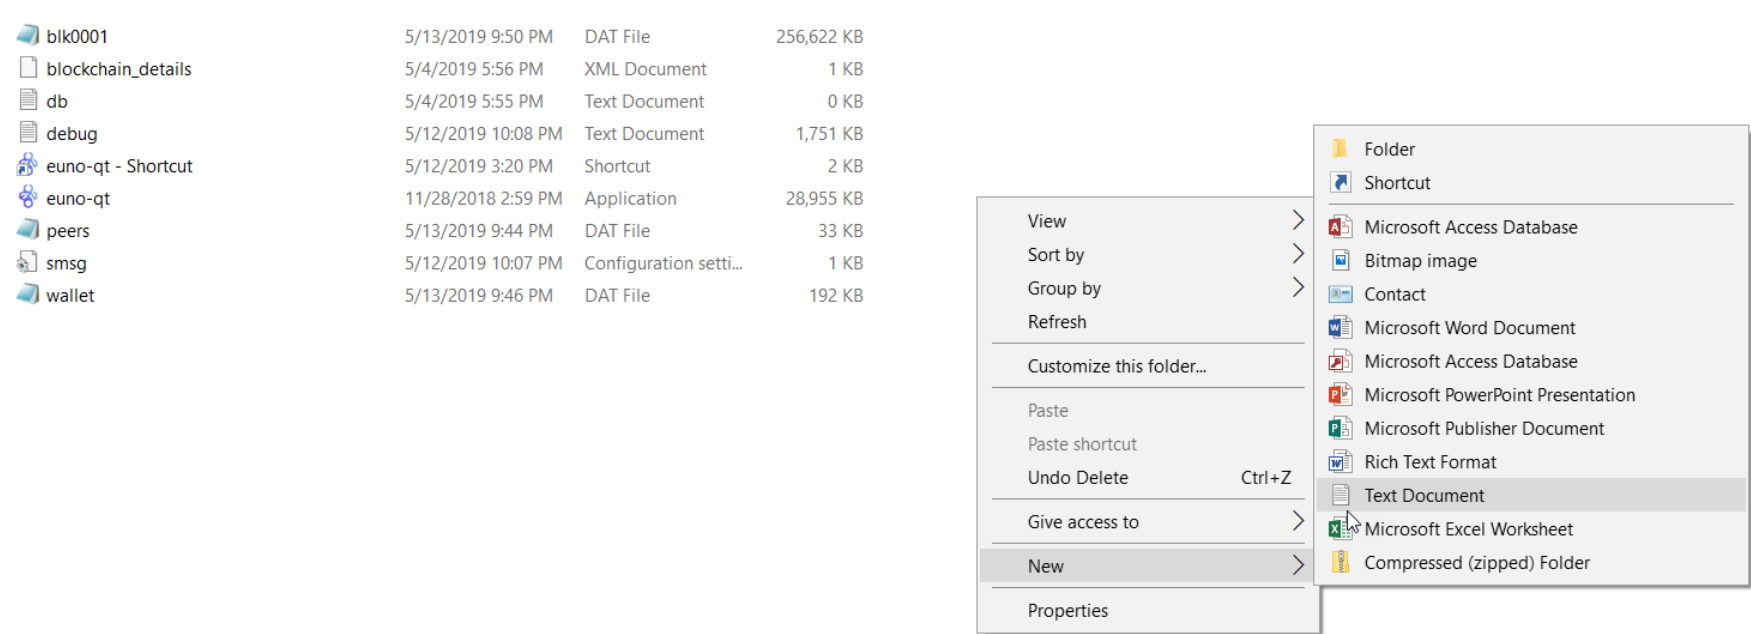 blk0001 5/13/2019 9:50 PM DAT File 256,622 KB
blockchain_details 5/4/2019 5:56 PM XML Document 1 KB
db 5/4/2019 5:55 PM Text Document 0 KB
debug 5/12/2019 10:08 PM Text Document 1,751 KB
euno-qt - Shortcut 5/12/2019 3:20 PM Shortcut 2 KB
euno-qt 11/28/2018 2:59 PM Application 28,955 KB
peers 5/13/2019 9:44 PM DAT File 33 KB
smsg 5/12/2019 10:07 PM Configuration setti... 1 KB
wallet 5/13/2019 9:46 PM DAT File 192 KB
View
Sort by
Group by
Refresh
Customize this folder...
Paste
Paste shortcut
Undo Delete Ctrl+Z
Give access to
New
Properties
Folder
Shortcut
Microsoft Access Database
Bitmap image
Contact
Microsoft Word Document
Microsoft Access Database
Microsoft PowerPoint Presentation
Microsoft Publisher Document
Rich Text Format
Text Document
Microsoft Excel Worksheet
Compressed (zipped) Folder